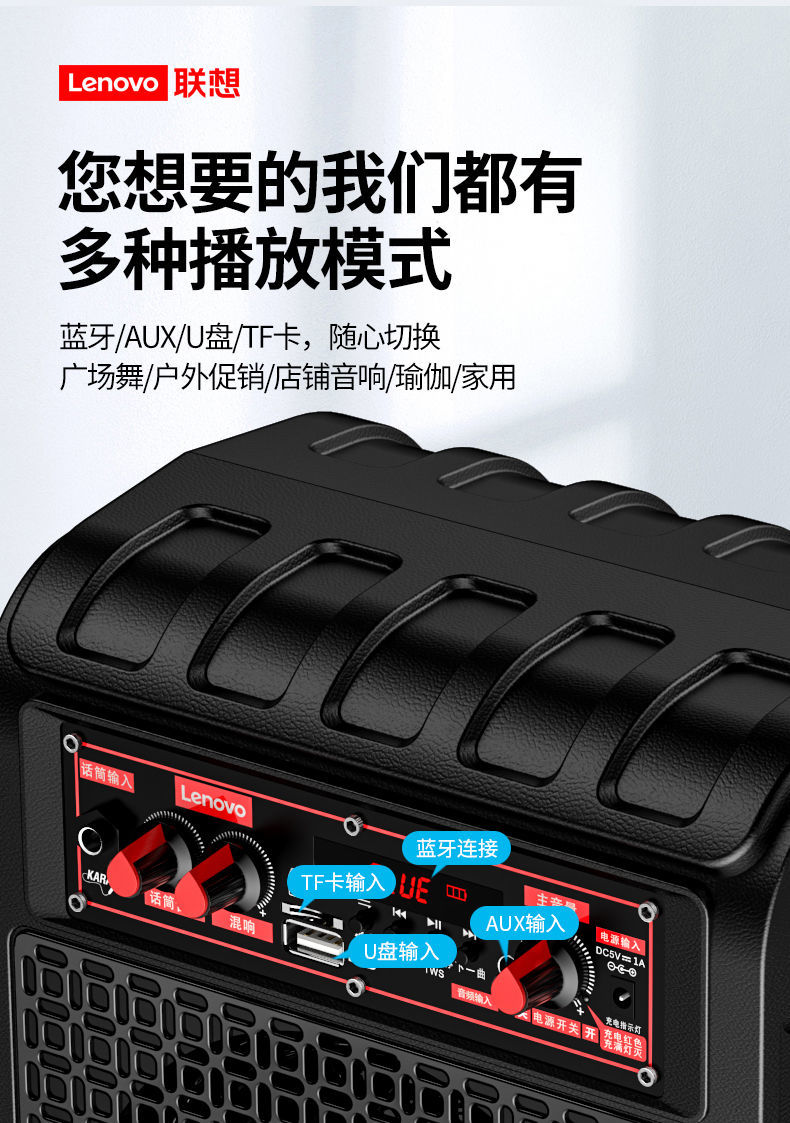 Lenovo 联想
您想要的我们都有
多种播放模式
蓝牙/AUX/U盘/TF卡，随心切换
广场舞/户外促销/店铺音响/瑜伽/家用
话筒输入
Lenovo
蓝牙连接
TF卡输入
UE
主音量
AUX输入
电源输入
DC5V 1A
U盘输入
话筒
混响
TWS
下一曲
音频输入
电源开关 开
充电指示灯
充电红色
充满灯灭